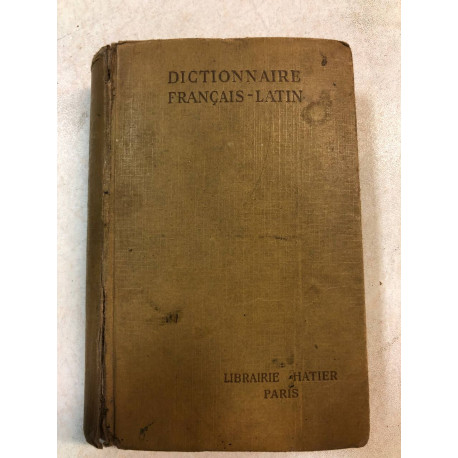 DICTIONNAIRE
FRANÇAIS-LATIN
LIBRAIRIE HATIER
PARIS